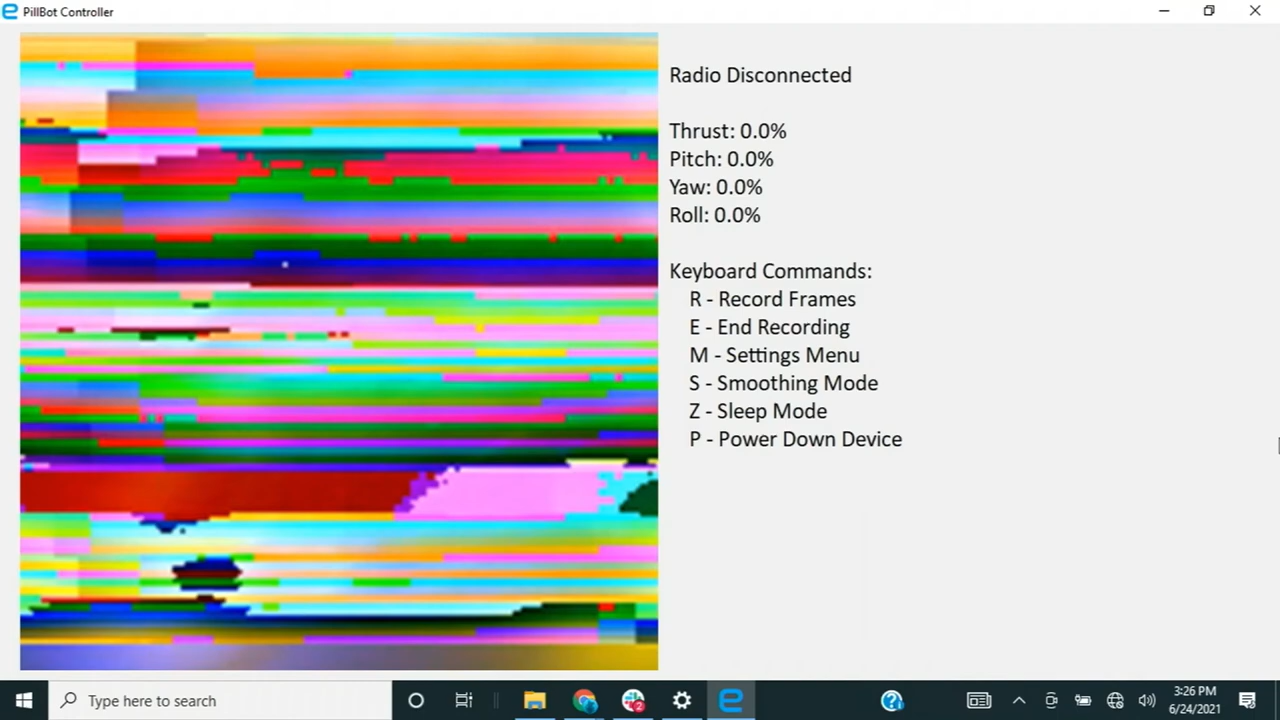 PillBot Controller
Radio Disconnected
Thrust: 0.0%
Pitch: 0.0%
Yaw: 0.0%
Roll: 0.0%
Keyboard Commands:
R - Record Frames
E - End Recording
M - Settings Menu
S - Smoothing Mode
Z - Sleep Mode
P - Power Down Device
Type here to search
2
3:26 PM
6/24/2021